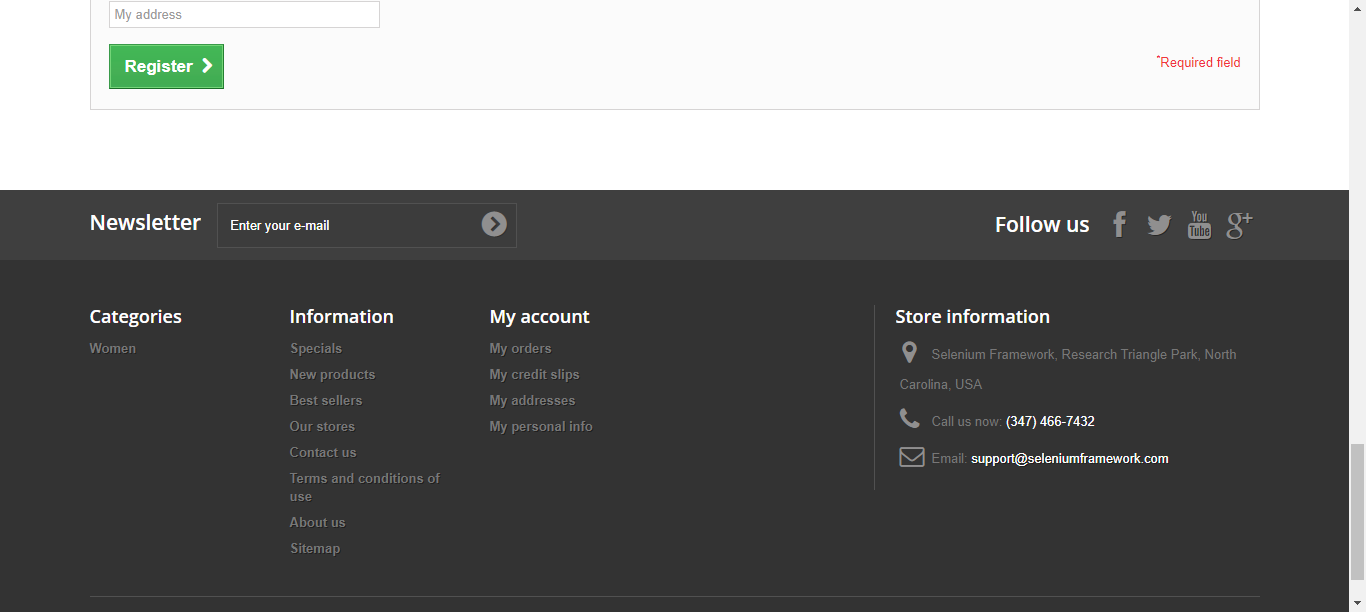 My address
Register
*Required field
Newsletter
Enter your e-mail
Follow us
You
Tube
g+
Categories
Women
Information
Specials
New products
Best sellers
Our stores
Contact us
Terms and conditions of
use
About us
Sitemap
My account
My orders
My credit slips
My addresses
My personal info
Store information
Selenium Framework, Research Triangle Park, North
Carolina, USA
Call us now: (347) 466-7432
Email: support@seleniumframework.com